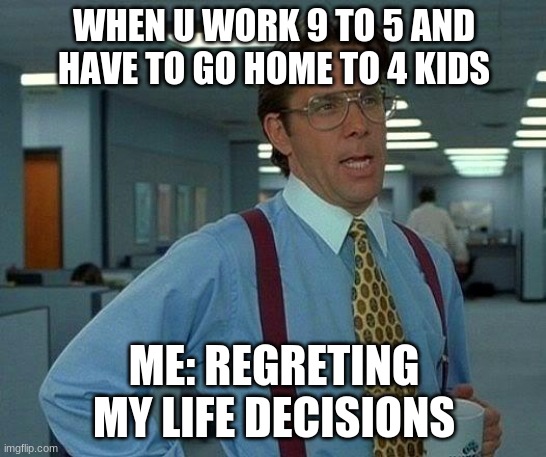 WHEN U WORK 9 TO 5 AND
HAVE TO GO HOME TO 4 KIDS
ME: REGRETING
MY LIFE DECISIONS
imgflip.com